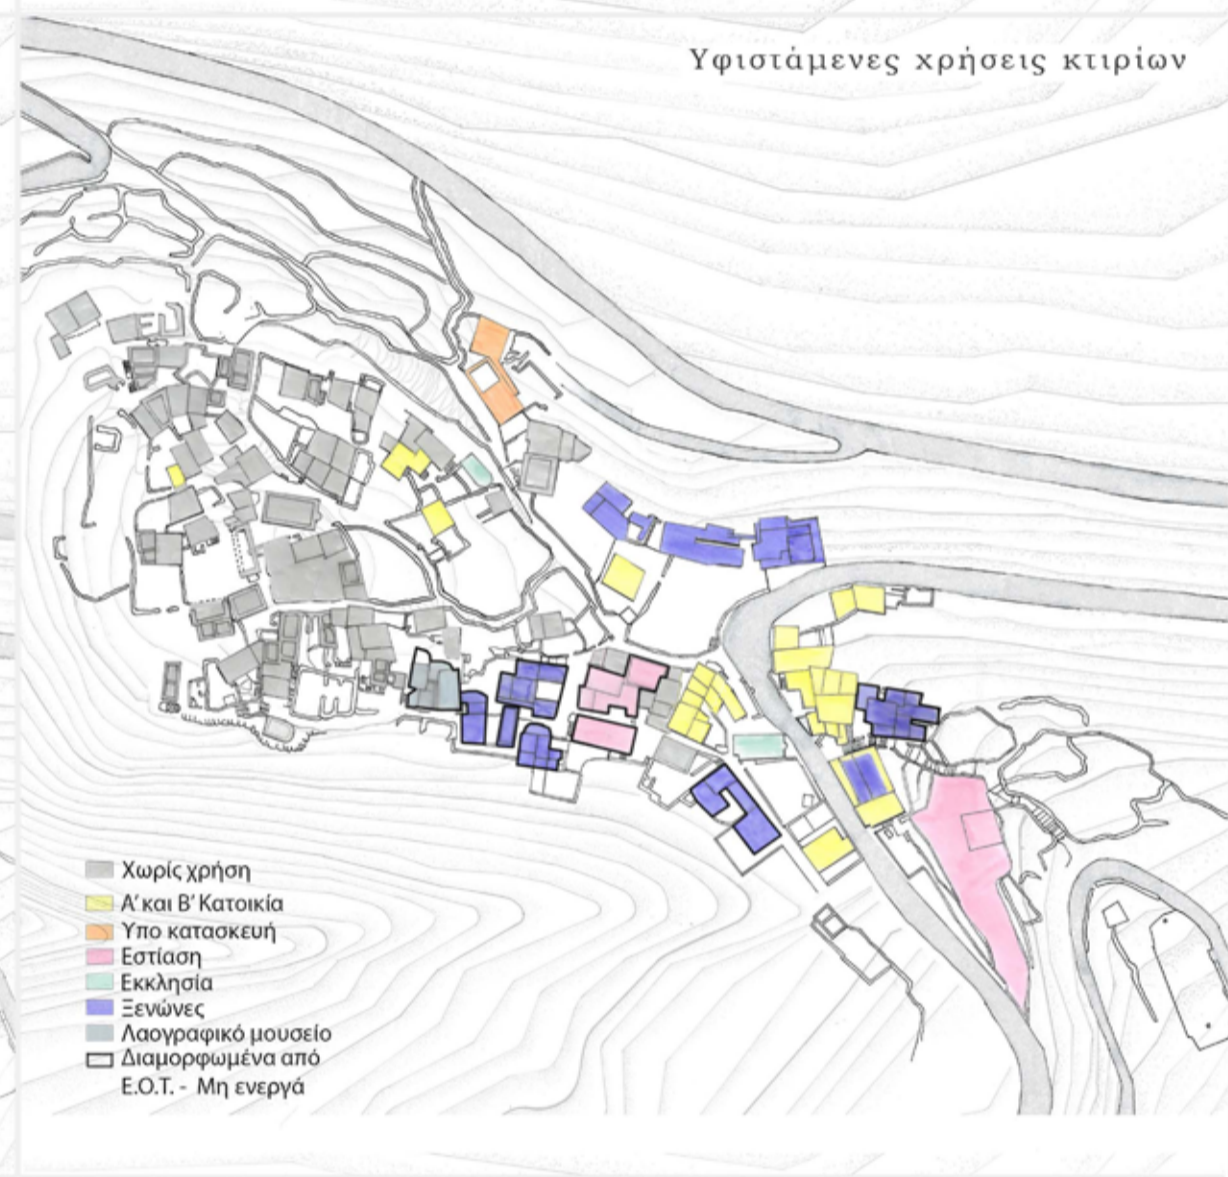 Υφιστάμενες χρήσεις κτιρίων
Χωρίς χρήση
Α' και Β' Κατοικία
Υπο κατασκευή
Εστίαση
Εκκλησία
Ξενώνες
Λαογραφικό μουσείο
Διαμορφωμένα από
Ε.Ο.Τ. - Μη ενεργά